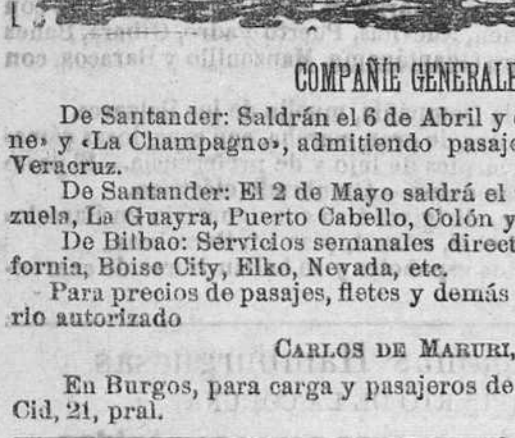 COMPAÑIE GENERALE
De Santander: Saldrán el 6 de Abril y
ne» y «La Champagne», admitiendo pasaj
Veracruz.
De Santander: El 2 de Mayo saldrá el
zuela, La Guayra, Puerto Cabello, Colón y
De Bilbao: Servicios semanales direct
fornia, Boise City, Elko, Nevada, etc.
Para precios de pasajes, fletes y demás
rio autorizado
CARLOS DE MARURI,
En Burgos, para carga y pasajeros de
Cid, 21, pral.